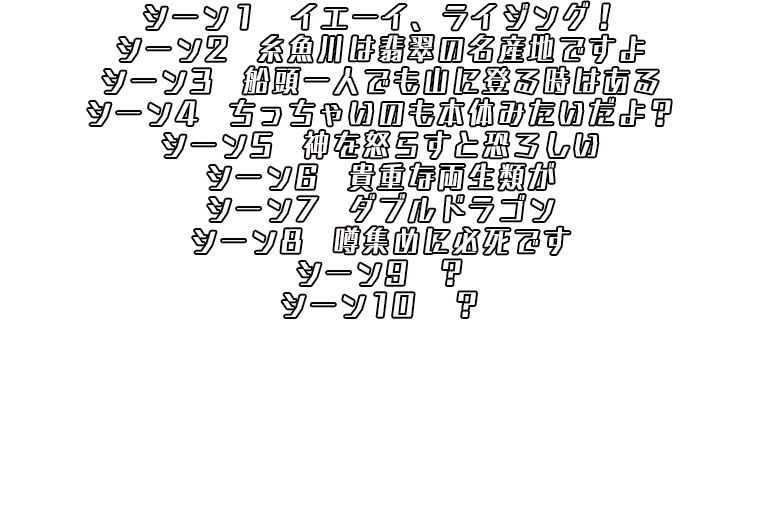 シーン1　イエーイ、ライジング！
シーン2　糸魚川は翡翠の名産地ですよ
シーン3　船頭一人でも山に登る時はある
シーン4　ちっちゃいのも本体みたいだよ？
シーン5　神を怒らすと恐ろしい
シーン6　貴重な両生類が
シーン7　ダブルドラゴン
シーン8　噂集めに必死です
シーン9　？
シーン10　？